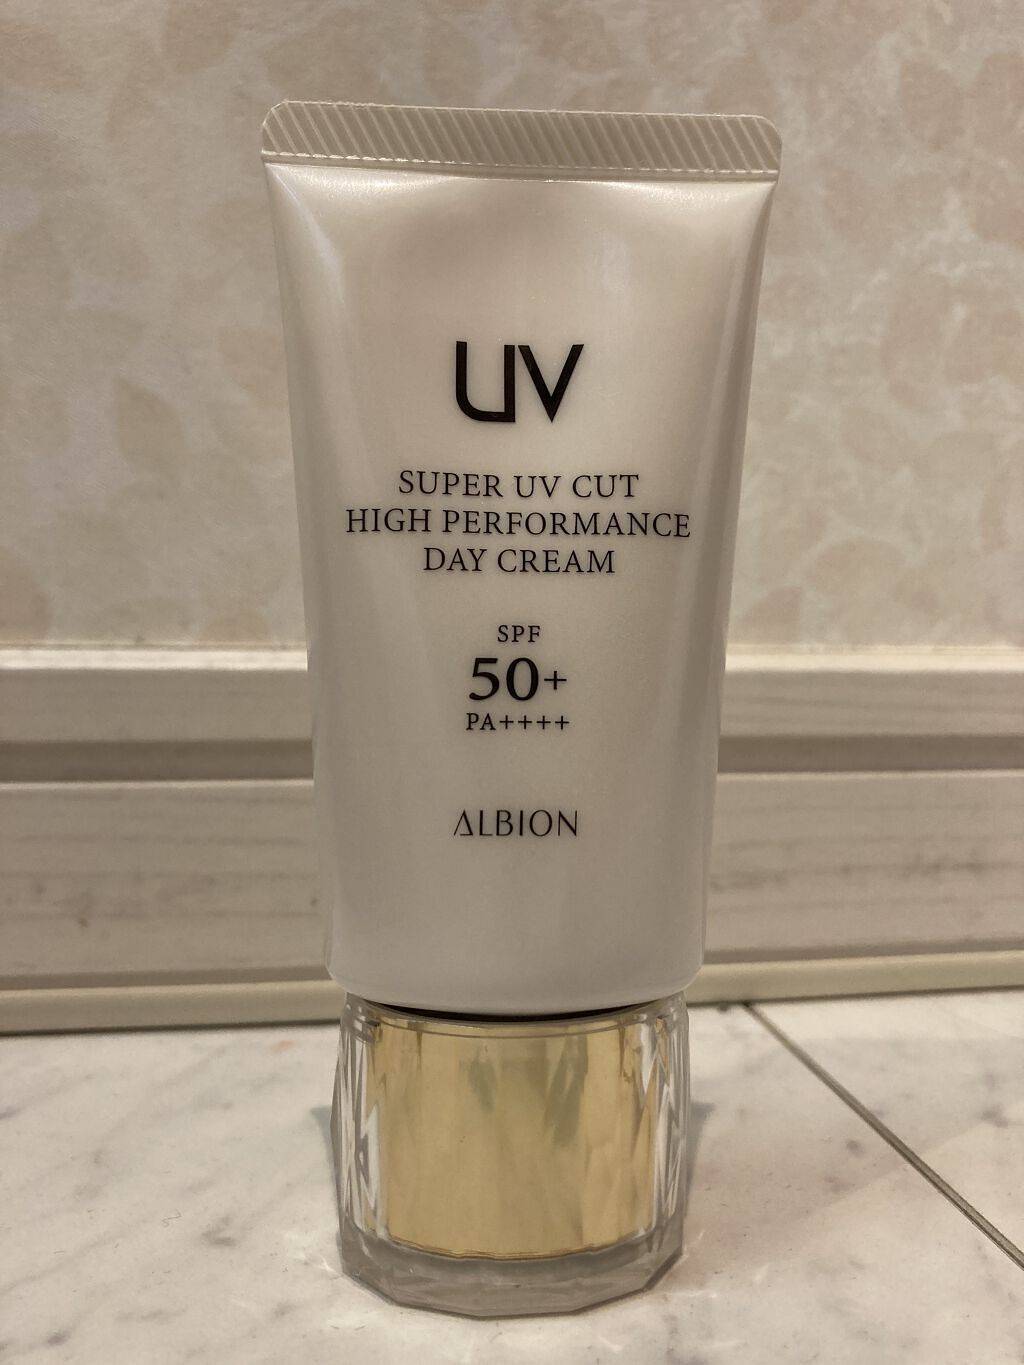 UV
SUPER UV CUT
HIGH PERFORMANCE
DAY CREAM
SPF
50+
PA++++
ALBION